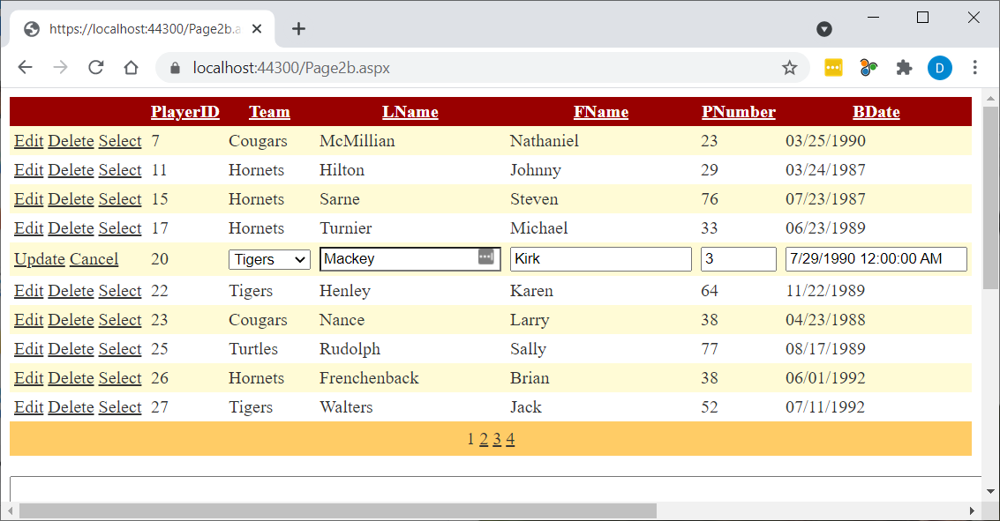 https://localhost:44300/Page2b.a
localhost:44300/Page2b.aspx
D
PlayerID Team LName FName PNumber BDate
Edit Delete Select 7 Cougars McMillian Nathaniel 23 03/25/1990
Edit Delete Select 11 Hornets Hilton Johnny 29 03/24/1987
Edit Delete Select 15 Hornets Sarne Steven 76 07/23/1987
Edit Delete Select 17 Hornets Turnier Michael 33 06/23/1989
Update Cancel 20 Tigers Mackey Kirk 3 7/29/1990 12:00:00 AM
Edit Delete Select 22 Tigers Henley Karen 64 11/22/1989
Edit Delete Select 23 Cougars Nance Larry 38 04/23/1988
Edit Delete Select 25 Turtles Rudolph Sally 77 08/17/1989
Edit Delete Select 26 Hornets Frenchenback Brian 38 06/01/1992
Edit Delete Select 27 Tigers Walters Jack 52 07/11/1992
1 2 3 4